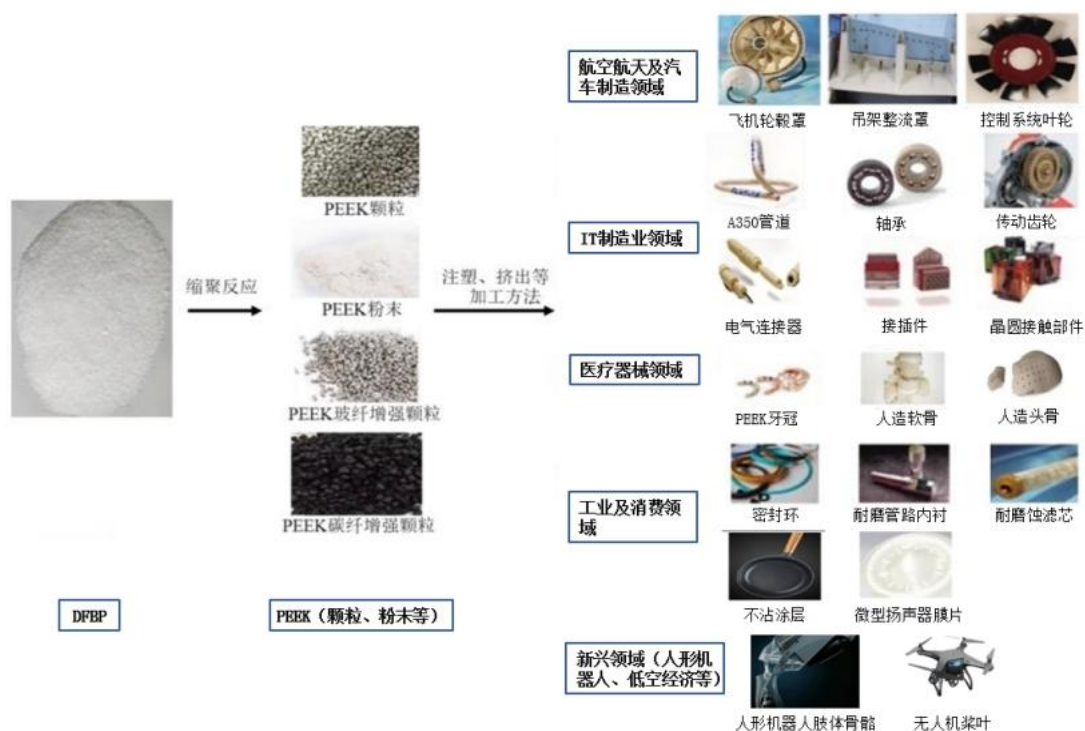 DFBP
缩聚反应
PEEK颗粒
PEEK粉末
PEEK玻纤增强颗粒
PEEK碳纤增强颗粒
PEEK（颗粒、粉末等）
注塑、挤出等
加工方法
航空航天及汽
车制造领域
飞机轮毂罩
吊架整流罩
控制系统叶轮
A350管道
轴承
传动齿轮
IT制造业领域
电气连接器
接插件
晶圆接触部件
医疗器械领域
PEEK牙冠
人造软骨
人造头骨
工业及消费领
域
密封环
耐磨管路内衬
耐磨蚀滤芯
不沾涂层
微型扬声器膜片
新兴领域（人形机
器人、低空经济等）
人形机器人肢体骨骼
无人机桨叶